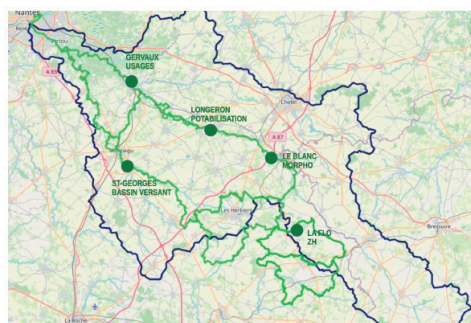 Nantes
GERVAUX
USAGES
A 83
LONGERON
POTABILISATION
Cholet
A 87
LE BLANC
MORPHO
ST-GEORGES
BASSIN VERSANT
Les Herbiers
LA FLO
ZH
Bressuire
La Roche